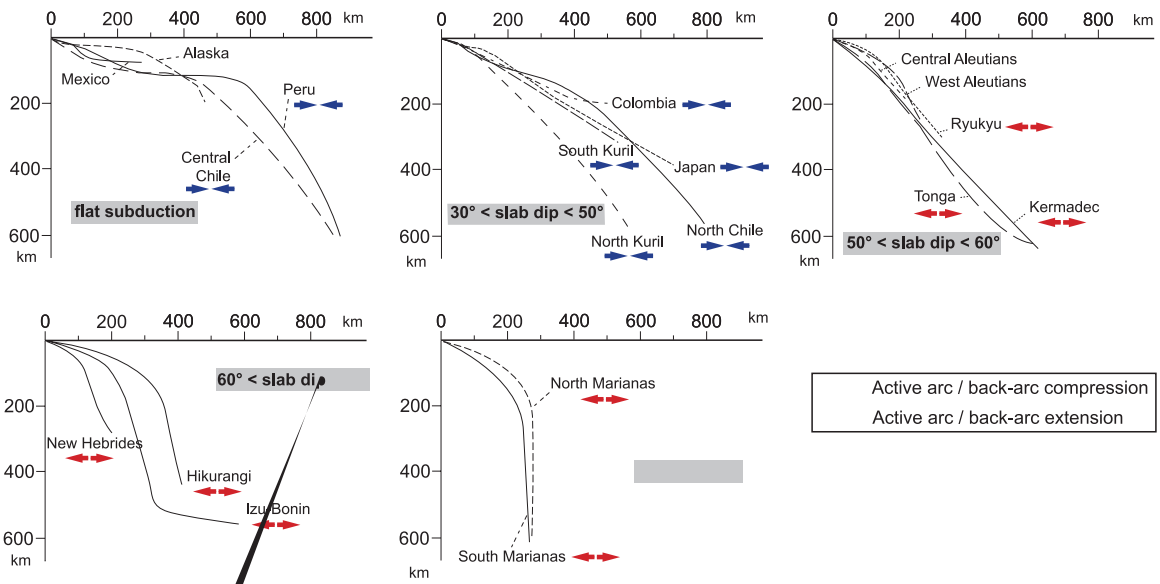 0 200 400 600 800 km
Alaska
Mexico
Peru
200
Central
Chile
400
flat subduction
600
km
0 200 400 600 800 km
Colombia
200
South Kuril
Japan
400
30° < slab dip < 50°
North Kuril
North Chile
600
km
0 200 400 600 800 km
Central Aleutians
West Aleutians
Ryukyu
200
400
Tonga
Kermadec
50° < slab dip < 60°
600
km
0 200 400 600 800 km
60° < slab di
200
New Hebrides
400
Hikurangi
Izu-Bonin
600
km
0 200 400 600 800 km
North Marianas
200
400
South Marianas
600
km
Active arc / back-arc compression
Active arc / back-arc extension